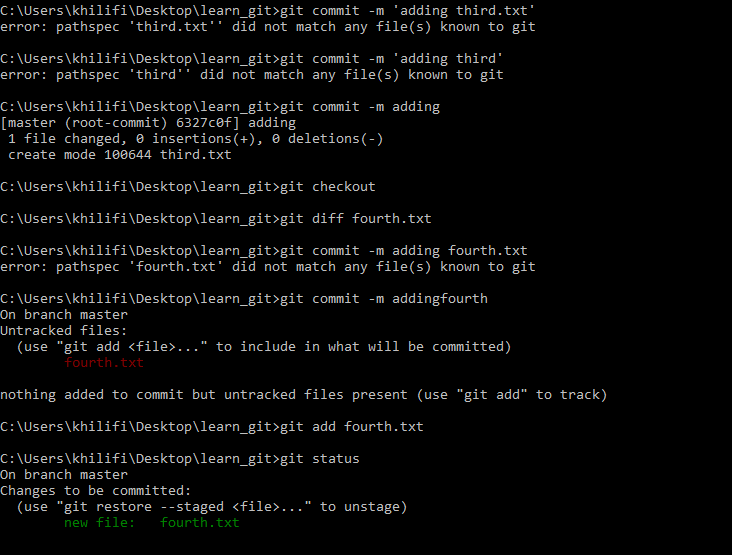 C:\Users\khilifi\Desktop\learn_git>git commit -m 'adding third.txt'
error: pathspec 'third.txt'' did not match any file(s) known to git
C:\Users\khilifi\Desktop\learn_git>git commit -m 'adding third'
error: pathspec 'third'' did not match any file(s) known to git
C:\Users\khilifi\Desktop\learn_git>git commit -m adding
[master (root-commit) 6327c0f] adding
1 file changed, 0 insertions(+), 0 deletions(-)
create mode 100644 third.txt
C:\Users\khilifi\Desktop\learn_git>git checkout
C:\Users\khilifi\Desktop\learn_git>git diff fourth.txt
C:\Users\khilifi\Desktop\learn_git>git commit -m adding fourth.txt
error: pathspec 'fourth.txt' did not match any file(s) known to git
C:\Users\khilifi\Desktop\learn_git>git commit -m addingfourth
On branch master
Untracked files:
(use "git add <file>..." to include in what will be committed)
fourth.txt
nothing added to commit but untracked files present (use "git add" to track)
C:\Users\khilifi\Desktop\learn_git>git add fourth.txt
C:\Users\khilifi\Desktop\learn_git>git status
On branch master
Changes to be committed:
(use "git restore --staged <file>..." to unstage)
new file:   fourth.txt